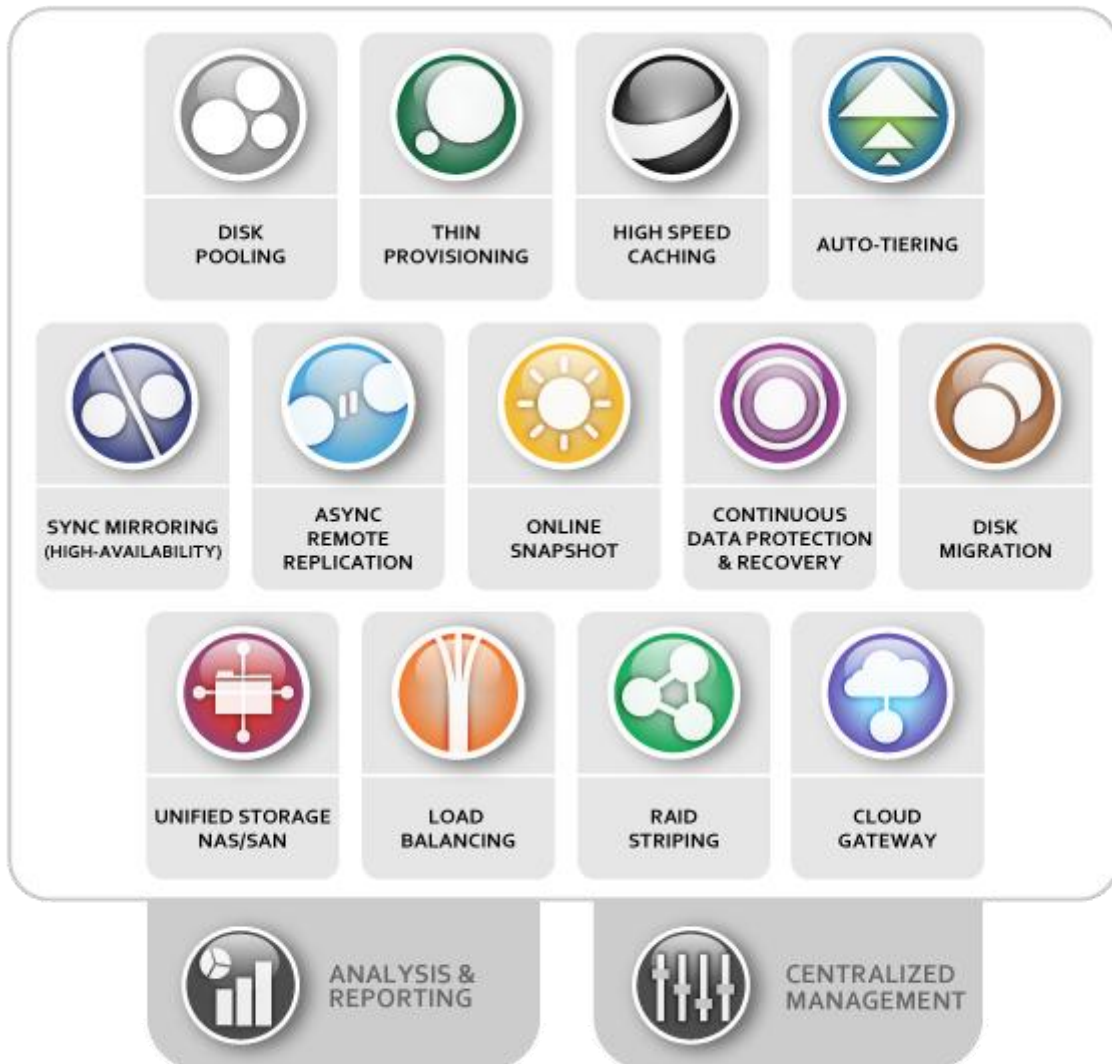 DISK
POOLING
THIN
PROVISIONING
HIGH SPEED
CACHING
AUTO-TIERING
SYNC MIRRORING
(HIGH-AVAILABILITY)
ASYNC
REMOTE
REPLICATION
ONLINE
SNAPSHOT
CONTINUOUS
DATA PROTECTION
& RECOVERY
DISK
MIGRATION
UNIFIED STORAGE
NAS/SAN
LOAD
BALANCING
RAID
STRIPING
CLOUD
GATEWAY
ANALYSIS &
REPORTING
CENTRALIZED
MANAGEMENT